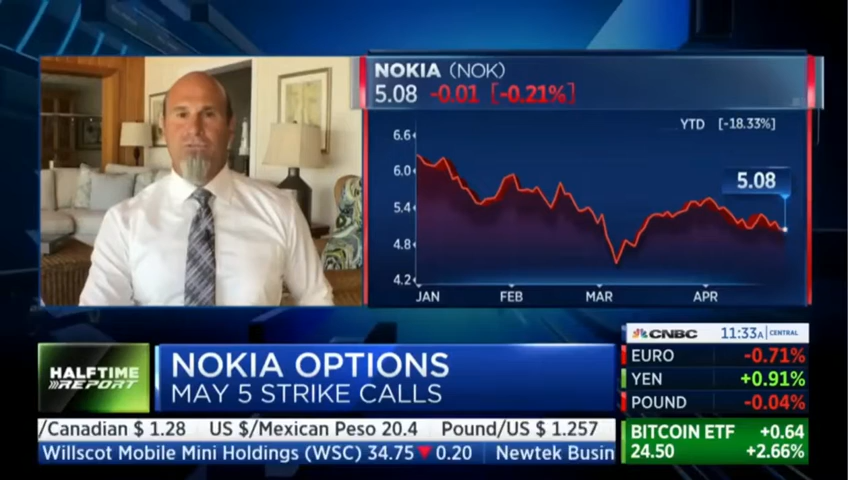 NOKIA (NOK)
5.08 -0.01 [-0.21%]
YTD [-18.33%]
6.6
6.0
5.4
4.8
4.2
5.08
JAN FEB MAR APR
HALFTIME
REPORT
NOKIA OPTIONS
MAY 5 STRIKE CALLS
CNBC 11:33A CENTRAL
EURO -0.71%
YEN +0.91%
POUND -0.04%
BITCOIN ETF +0.64
24.50 +2.66%
/Canadian $ 1.28 US $/Mexican Peso 20.4 Pound/US $ 1.257
Willscot Mobile Mini Holdings (WSC) 34.75 ▼ 0.20 Newtek Busin